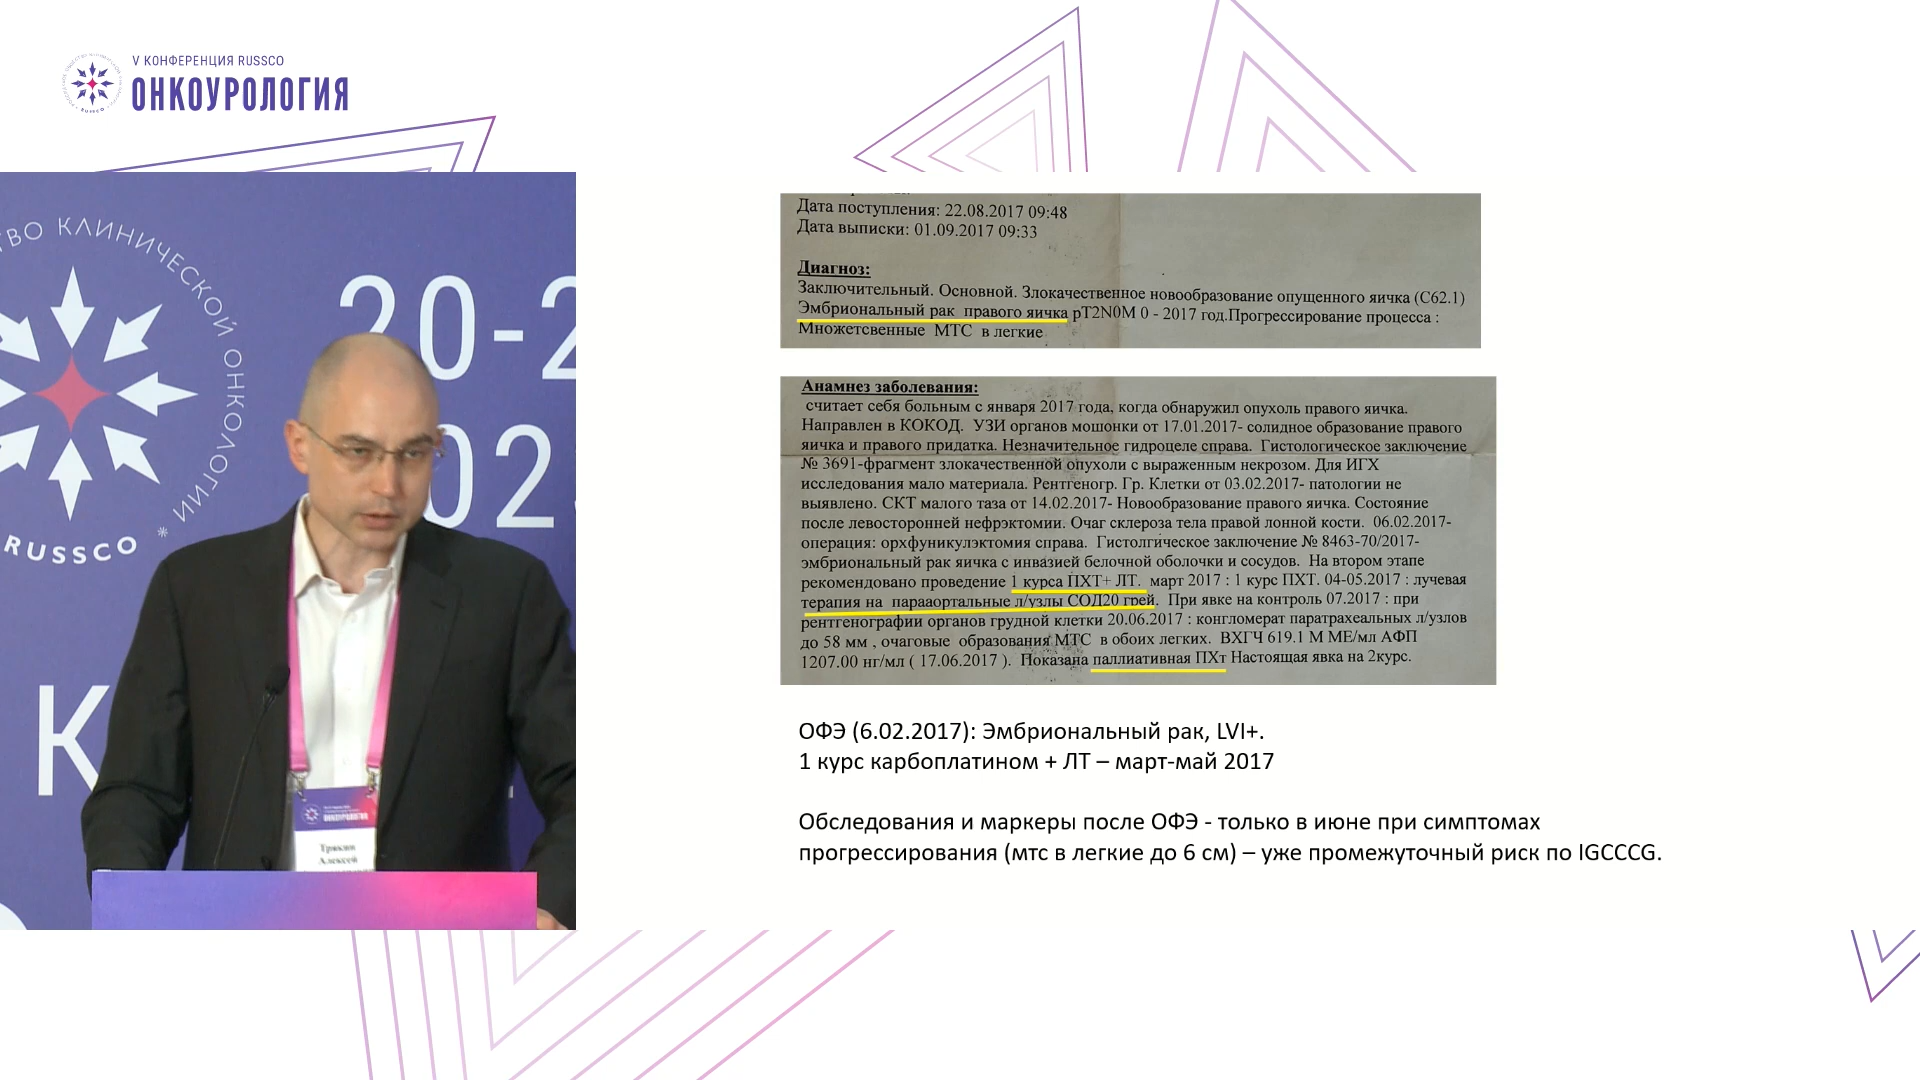 V КОНФЕРЕНЦИЯ RUSSCO
ОНКОУРОЛОГИЯ
КЛИНИЧЕСКОЙ ОНКОЛОГИИ *
RUSSCO
20-2
02
К
ОНКОУРОЛОГИЯ
Трякин
Алексей
Дата поступления: 22.08.2017 09:48
Дата выписки: 01.09.2017 09:33
Диагноз:
Заключительный. Основной. Злокачественное новообразование опущенного яичка (С62.1)
Эмбриональный рак правого яичка рТ2N0M 0 - 2017 год.Прогрессирование процесса :
Множетсвенные МТС в легкие
Анамнез заболевания:
считает себя больным с января 2017 года, когда обнаружил опухоль правого яичка.
Направлен в КОКОД. УЗИ органов мошонки от 17.01.2017- солидное образование правого
яичка и правого придатка. Незначительное гидроцеле справа. Гистологическое заключение
№ 3691-фрагмент злокачественной опухоли с выраженным некрозом. Для ИГХ
исследования мало материала. Рентгеногр. Гр. Клетки от 03.02.2017- патологии не
выявлено. СКТ малого таза от 14.02.2017- Новообразование правого яичка. Состояние
после левосторонней нефрэктомии. Очаг склероза тела правой лонной кости. 06.02.2017-
операция: орхфуникулэктомия справа. Гистолгическое заключение № 8463-70/2017-
эмбриональный рак яичка с инвазией белочной оболочки и сосудов. На втором этапе
рекомендовано проведение 1 курса ПХТ+ ЛТ. март 2017 : 1 курс ПХТ. 04-05.2017 : лучевая
терапия на парааортальные л/узлы СОД20 грей. При явке на контроль 07.2017 : при
рентгенографии органов грудной клетки 20.06.2017 : конгломерат паратрахеальных л/узлов
до 58 мм , очаговые образования МТС в обоих легких. ВХГЧ 619.1 М МЕ/мл АФП
1207.00 нг/мл ( 17.06.2017 ). Показана паллиативная ПХт Настоящая явка на 2курс.
ОФЭ (6.02.2017): Эмбриональный рак, LVI+.
1 курс карбоплатином + ЛТ – март-май 2017
Обследования и маркеры после ОФЭ - только в июне при симптомах
прогрессирования (мтс в легкие до 6 см) – уже промежуточный риск по IGCCCG.